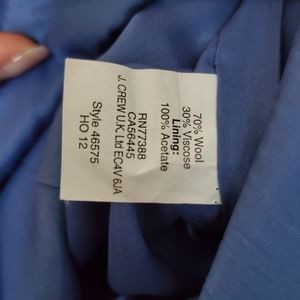 70% Wool
30% Viscose
Lining:
100% Acetate
RN77388
CA56445
J. CREW U.K. Ltd EC4V 6JA
Style 46575
HO 12